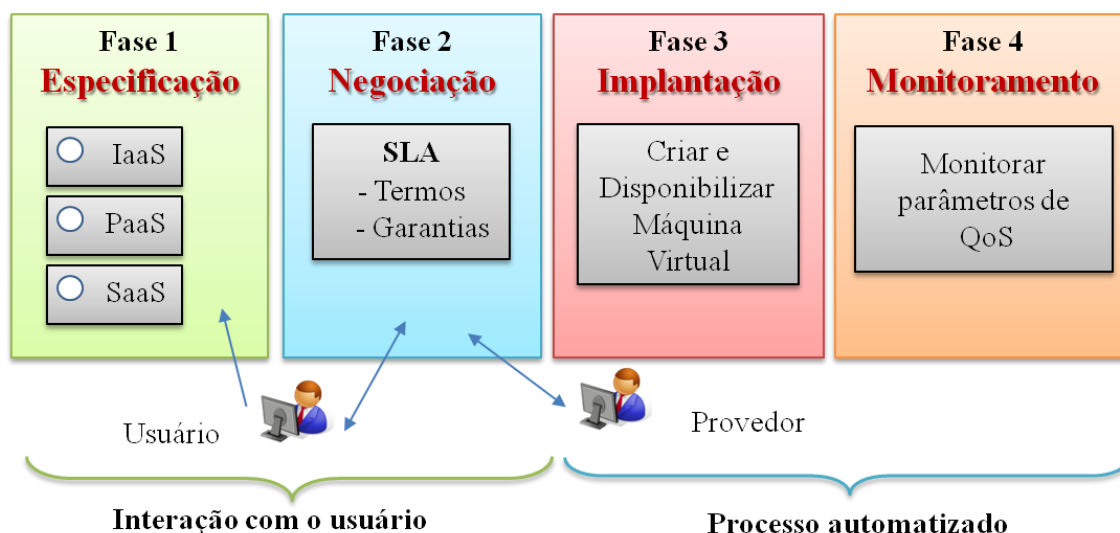 Fase 1
Especificação
IaaS
PaaS
SaaS
Fase 2
Negociação
SLA
- Termos
- Garantias
Fase 3
Implantação
Criar e
Disponibilizar
Máquina
Virtual
Fase 4
Monitoramento
Monitorar
parâmetros de
QoS
Usuário
Provedor
Interação com o usuário
Processo automatizado